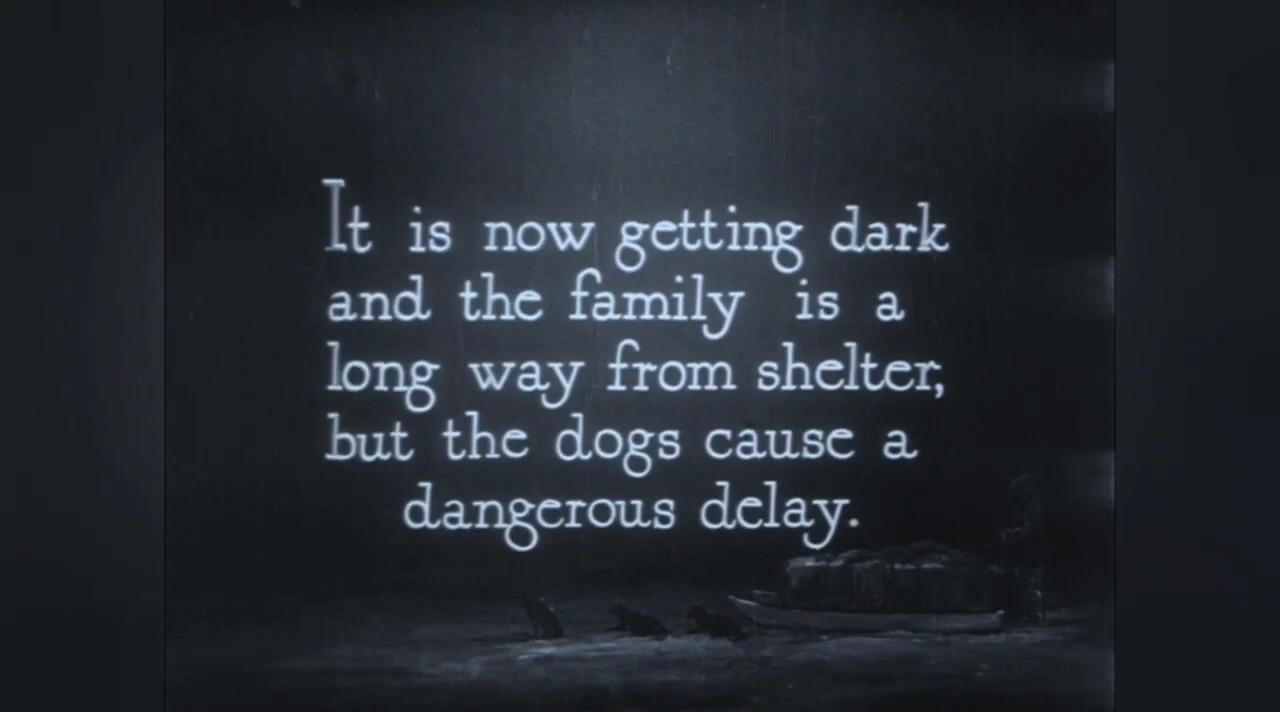 It is now getting dark
and the family is a
long way from shelter,
but the dogs cause a
dangerous delay.